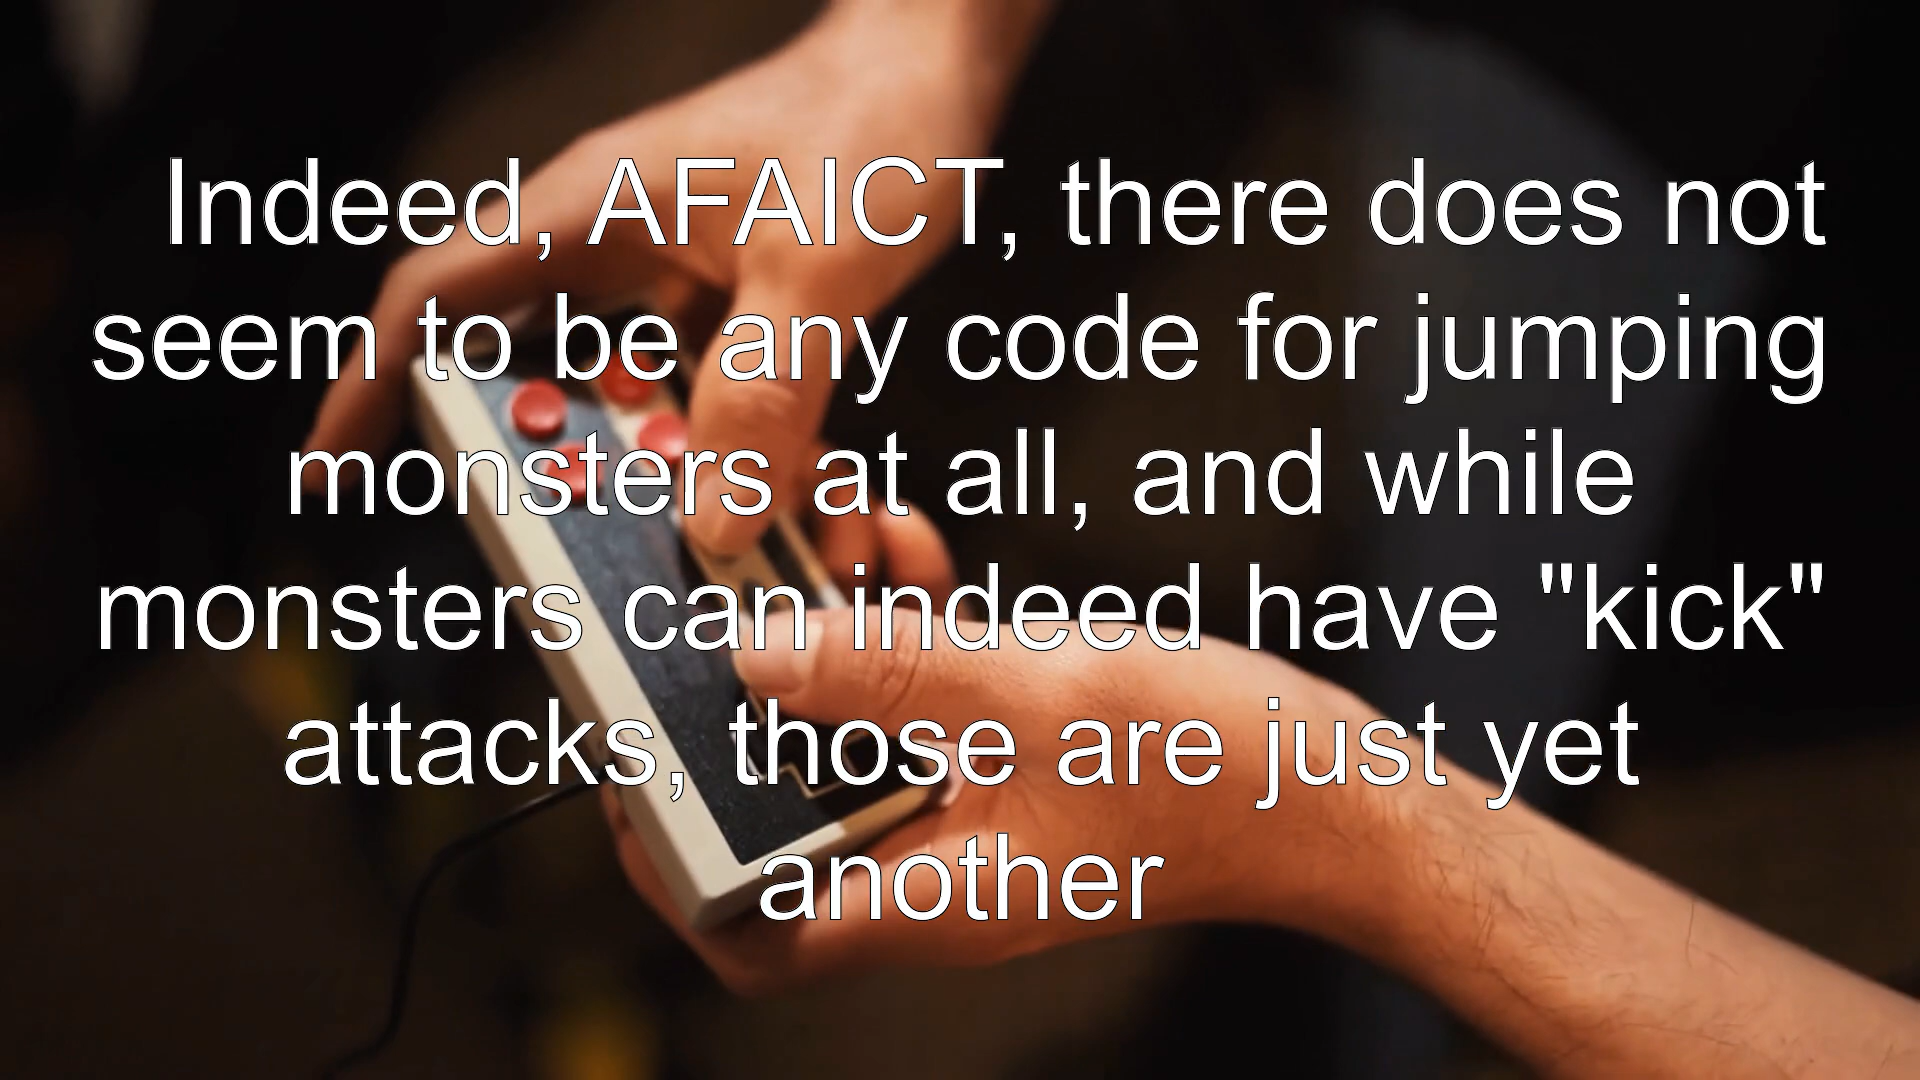 Indeed, AFAICT, there does not
seem to be any code for jumping
monsters at all, and while
monsters can indeed have "kick"
attacks, those are just yet
another